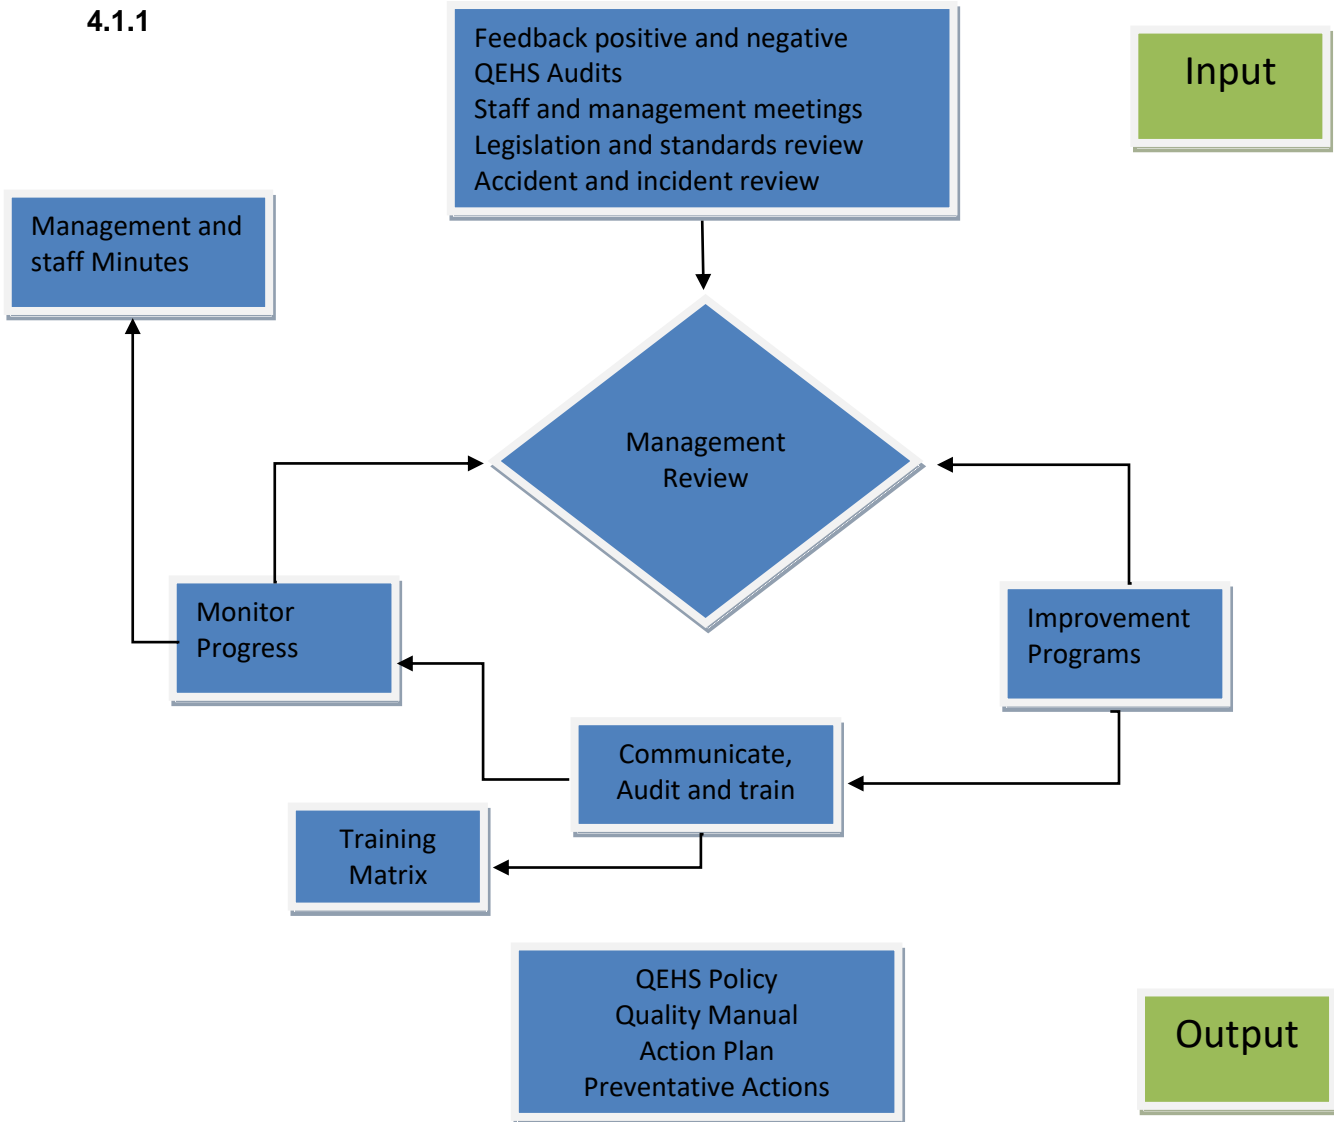 4.1.1
Feedback positive and negative
QEHS Audits
Staff and management meetings
Legislation and standards review
Accident and incident review
Input
Management and
staff Minutes
Management
Review
Monitor
Progress
Improvement
Programs
Communicate,
Audit and train
Training
Matrix
QEHS Policy
Quality Manual
Action Plan
Preventative Actions
Output